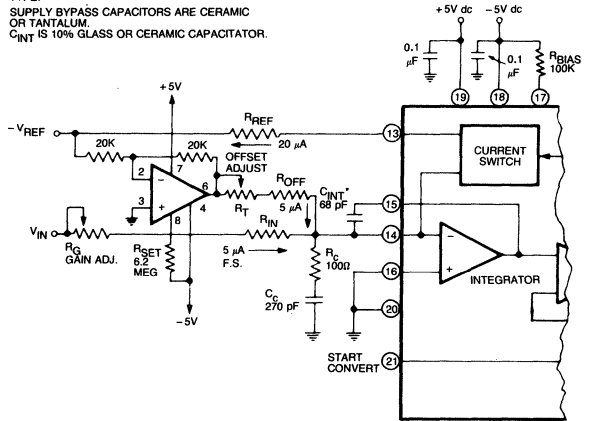 SUPPLY BYPASS CAPACITORS ARE CERAMIC
OR TANTALUM.
CINT IS 10% GLASS OR CERAMIC CAPACITATOR.
+5V dc
-5V dc
0.1
µF
0.1
µF
RBIAS
100K
19
18
17
+5V
-VREF
RREF
20 µA
13
CURRENT
SWITCH
20K
20K
OFFSET
ADJUST
2
7
6
3
8
4
RT
ROFF
5 µA
CINT*
68 pF
15
VIN
RG
GAIN ADJ.
RSET
6.2
MEG
RIN
5 µA
F.S.
14
RC
100Ω
CC
270 pF
16
INTEGRATOR
20
-5V
START
CONVERT
21